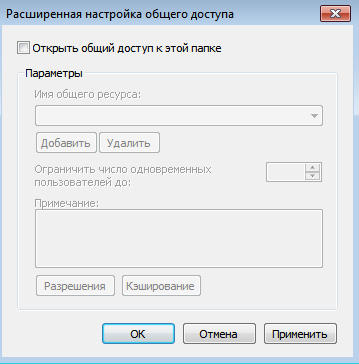 Расширенная настройка общего доступа
Открыть общий доступ к этой папке
Параметры
Имя общего ресурса:
Добавить
Удалить
Ограничить число одновременных
пользователей до:
Примечание:
Разрешения
Кэширование
ОК
Отмена
Применить